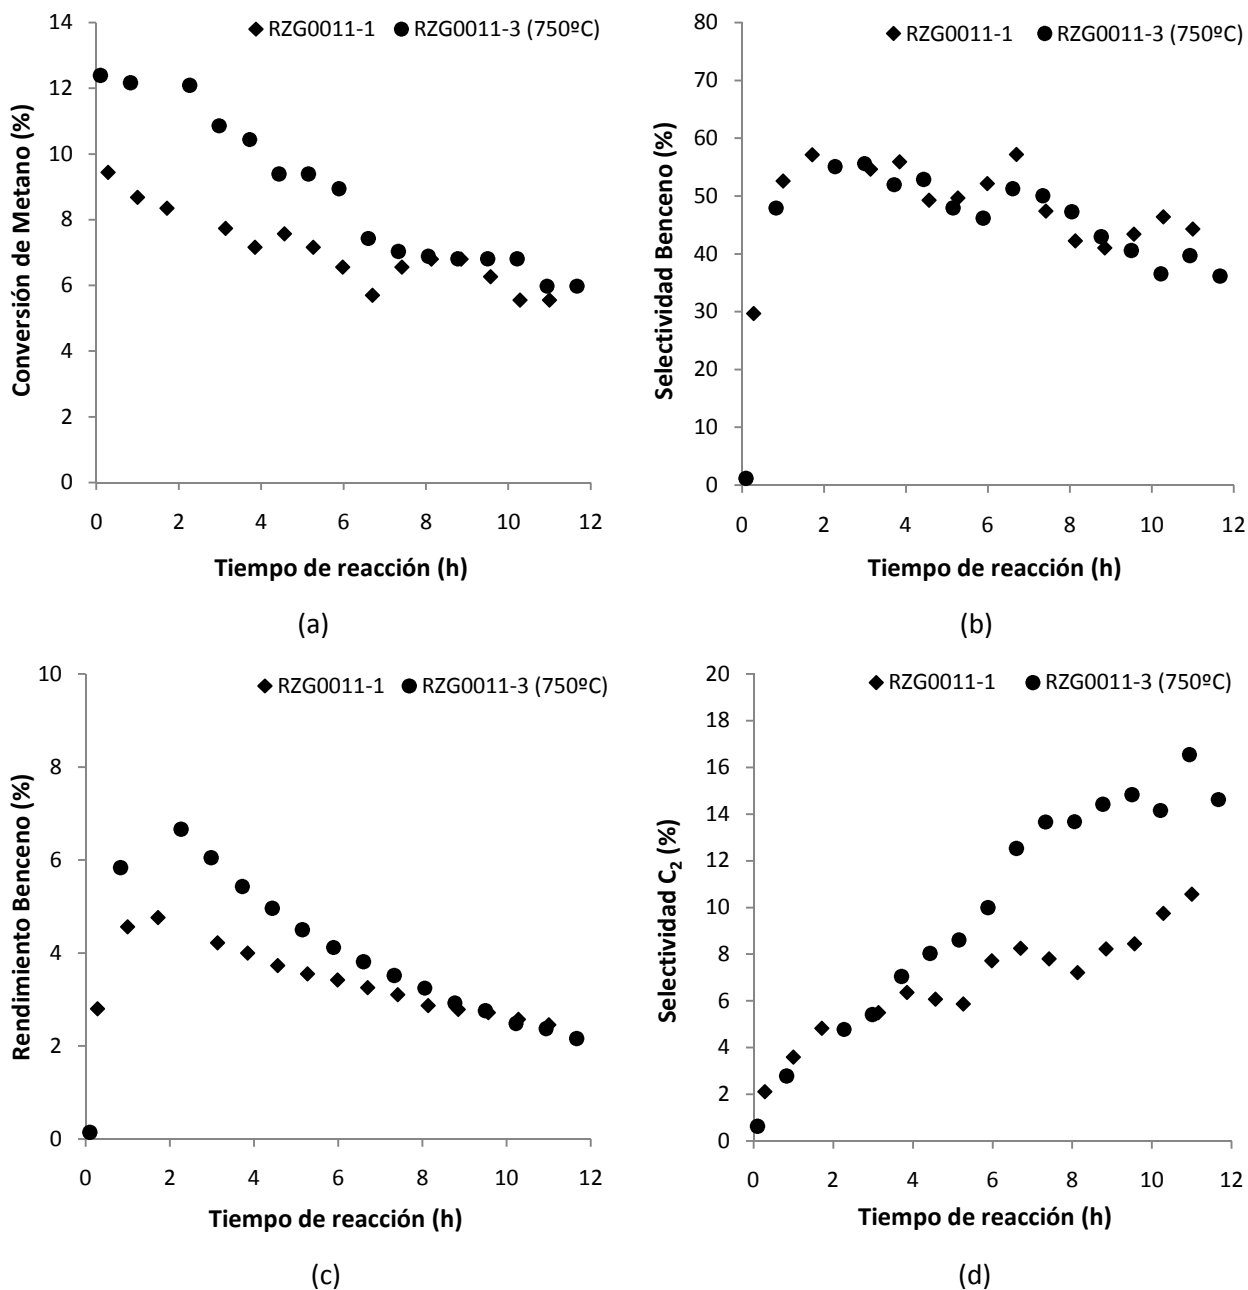 RZG0011-1 RZG0011-3 (750ºC)
14
12
10
8
6
4
2
0
0 2 4 6 8 10 12
Conversión de Metano (%)
Tiempo de reacción (h)
(a)
RZG0011-1 RZG0011-3 (750ºC)
80
70
60
50
40
30
20
10
0
0 2 4 6 8 10 12
Selectividad Benceno (%)
Tiempo de reacción (h)
(b)
RZG0011-1 RZG0011-3 (750ºC)
10
8
6
4
2
0
0 2 4 6 8 10 12
Rendimiento Benceno (%)
Tiempo de reacción (h)
(c)
RZG0011-1 RZG0011-3 (750ºC)
20
18
16
14
12
10
8
6
4
2
0
0 2 4 6 8 10 12
Selectividad C₂ (%)
Tiempo de reacción (h)
(d)